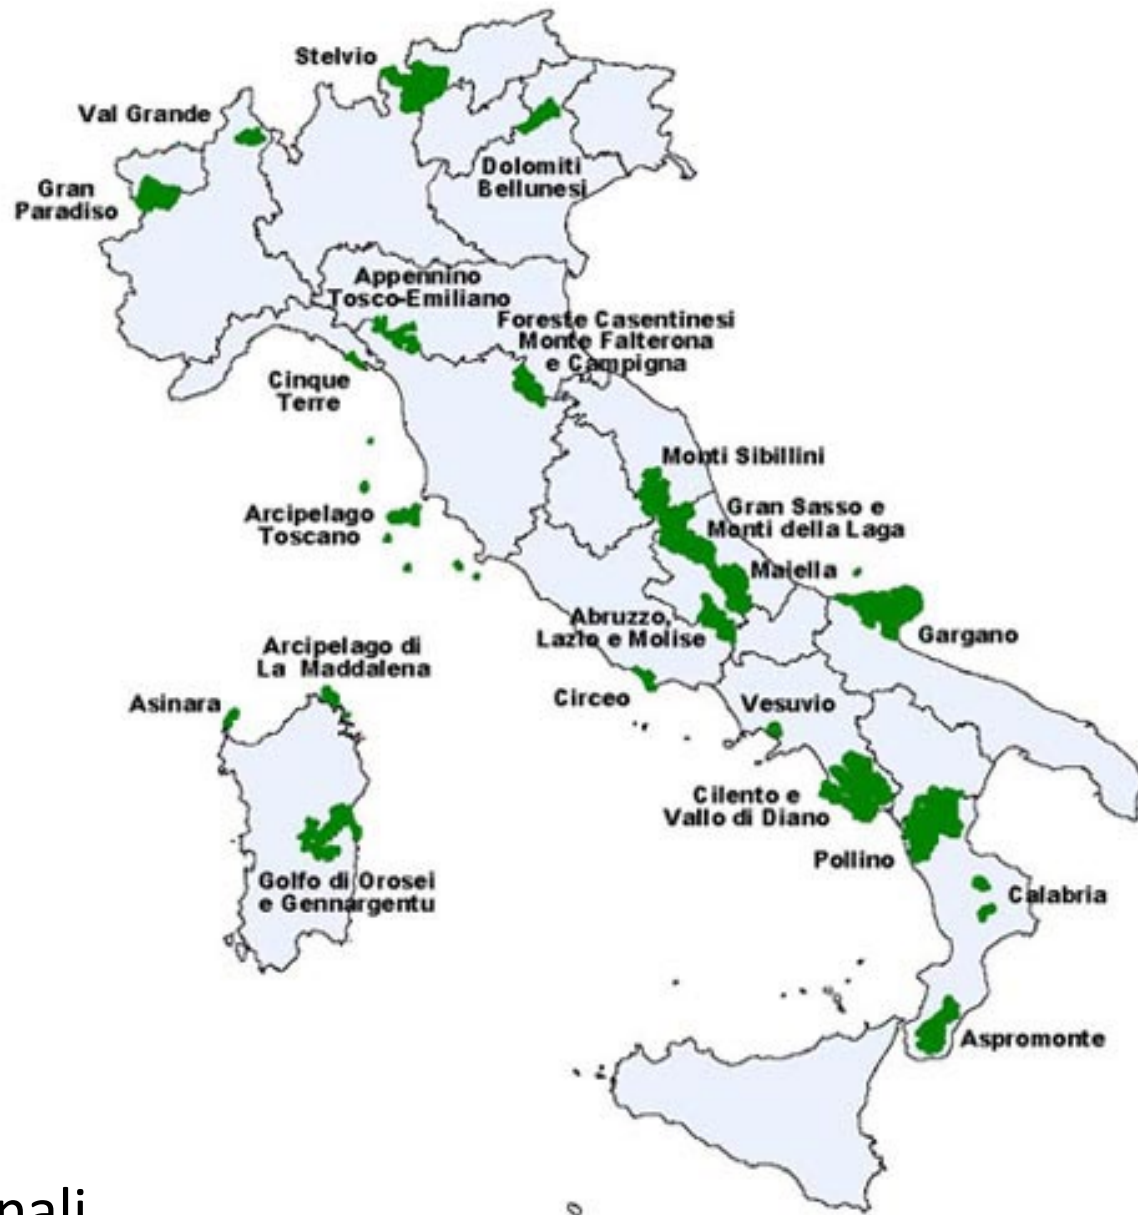 Stelvio
Val Grande
Gran
Paradiso
Dolomiti
Bellunesi
Appennino
Tosco-Emiliano
Foreste Casentinesi
Monte Falterona
e Campigna
Cinque
Terre
Monti Sibillini
Arcipelago
Toscano
Gran Sasso e
Monti della Laga
Maiella
Abruzzo,
Lazio e Molise
Gargano
Arcipelago di
La Maddalena
Asinara
Circeo
Vesuvio
Cilento e
Vallo di Diano
Pollino
Golfo di Orosei
e Gennargentu
Calabria
Aspromonte
nali